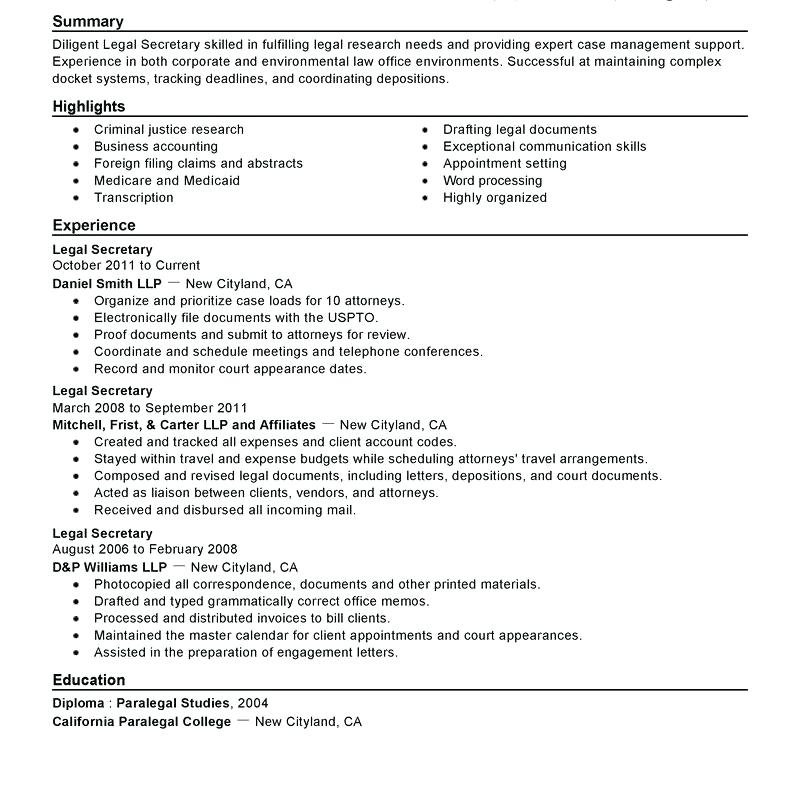 Summary
Diligent Legal Secretary skilled in fulfilling legal research needs and providing expert case management support.
Experience in both corporate and environmental law office environments. Successful at maintaining complex
docket systems, tracking deadlines, and coordinating depositions.
Highlights
• Criminal justice research
• Business accounting
• Foreign filing claims and abstracts
• Medicare and Medicaid
• Transcription
• Drafting legal documents
• Exceptional communication skills
• Appointment setting
• Word processing
• Highly organized
Experience
Legal Secretary
October 2011 to Current
Daniel Smith LLP — New Cityland, CA
• Organize and prioritize case loads for 10 attorneys.
• Electronically file documents with the USPTO.
• Proof documents and submit to attorneys for review.
• Coordinate and schedule meetings and telephone conferences.
• Record and monitor court appearance dates.
Legal Secretary
March 2008 to September 2011
Mitchell, Frist, & Carter LLP and Affiliates — New Cityland, CA
• Created and tracked all expenses and client account codes.
• Stayed within travel and expense budgets while scheduling attorneys' travel arrangements.
• Composed and revised legal documents, including letters, depositions, and court documents.
• Acted as liaison between clients, vendors, and attorneys.
• Received and disbursed all incoming mail.
Legal Secretary
August 2006 to February 2008
D&P Williams LLP — New Cityland, CA
• Photocopied all correspondence, documents and other printed materials.
• Drafted and typed grammatically correct office memos.
• Processed and distributed invoices to bill clients.
• Maintained the master calendar for client appointments and court appearances.
• Assisted in the preparation of engagement letters.
Education
Diploma : Paralegal Studies, 2004
California Paralegal College — New Cityland, CA